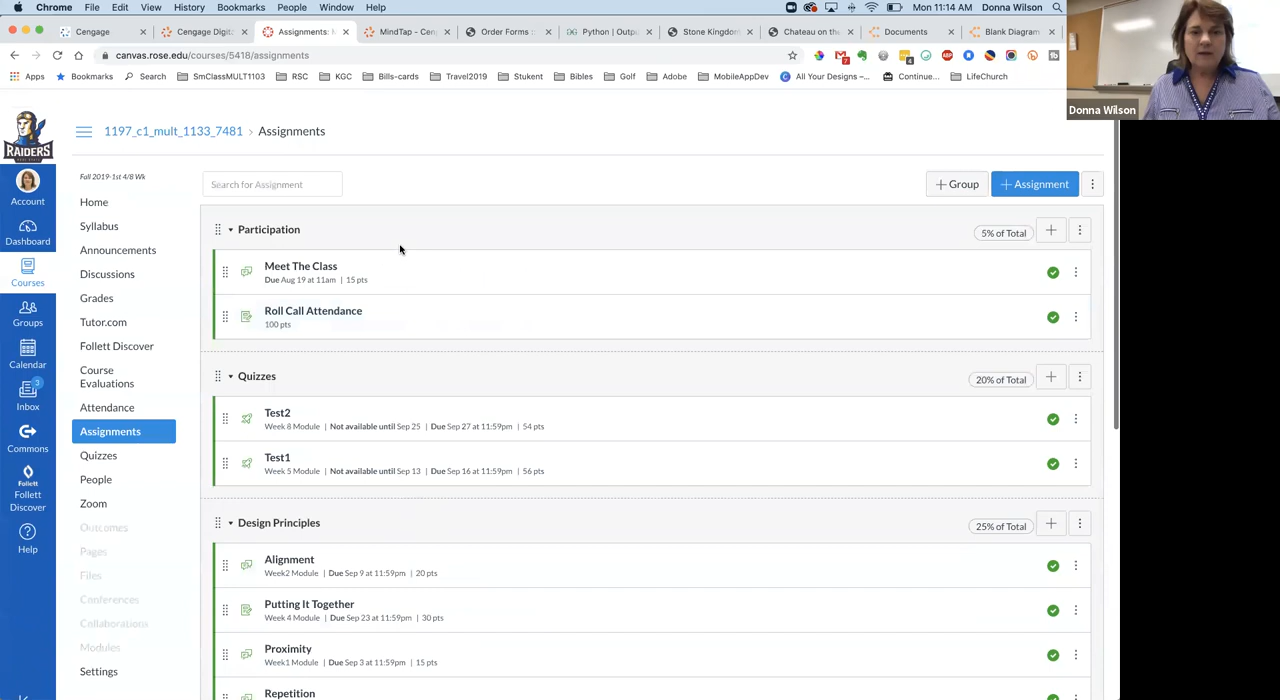 Chrome File Edit View History Bookmarks People Window Help Mon 11:14 AM Donna Wilson
Cengage Cengage Digit Assignments: M MindTap - Cen Order Forms Python | Outp Stone Kingdom Chateau on th Documents Blank Diagram
canvas.rose.edu/courses/5418/assignments
Apps Bookmarks Search SmClassMULT1103 RSC KGC Bills-cards Travel2019 Stukent Bibles Golf Adobe MobileAppDev All Your Designs –... Continue... LifeChurch
Donna Wilson
RAIDERS
1197_c1_mult_1133_7481 › Assignments
Fall 2019-1st 4/8 Wk
Account
Dashboard
Courses
Groups
Calendar
3
Inbox
Commons
Follett
Follett
Discover
Help
Home
Syllabus
Announcements
Discussions
Grades
Tutor.com
Follett Discover
Course
Evaluations
Attendance
Assignments
Quizzes
People
Zoom
Outcomes
Pages
Files
Conferences
Collaborations
Modules
Settings
Search for Assignment
+ Group
+ Assignment
Participation 5% of Total
Meet The Class
Due Aug 19 at 11am | 15 pts
Roll Call Attendance
100 pts
Quizzes 20% of Total
Test2
Week 8 Module | Not available until Sep 25 | Due Sep 27 at 11:59pm | 54 pts
Test1
Week 5 Module | Not available until Sep 13 | Due Sep 16 at 11:59pm | 56 pts
Design Principles 25% of Total
Alignment
Week2 Module | Due Sep 9 at 11:59pm | 20 pts
Putting It Together
Week 4 Module | Due Sep 23 at 11:59pm | 30 pts
Proximity
Week1 Module | Due Sep 3 at 11:59pm | 15 pts
Repetition